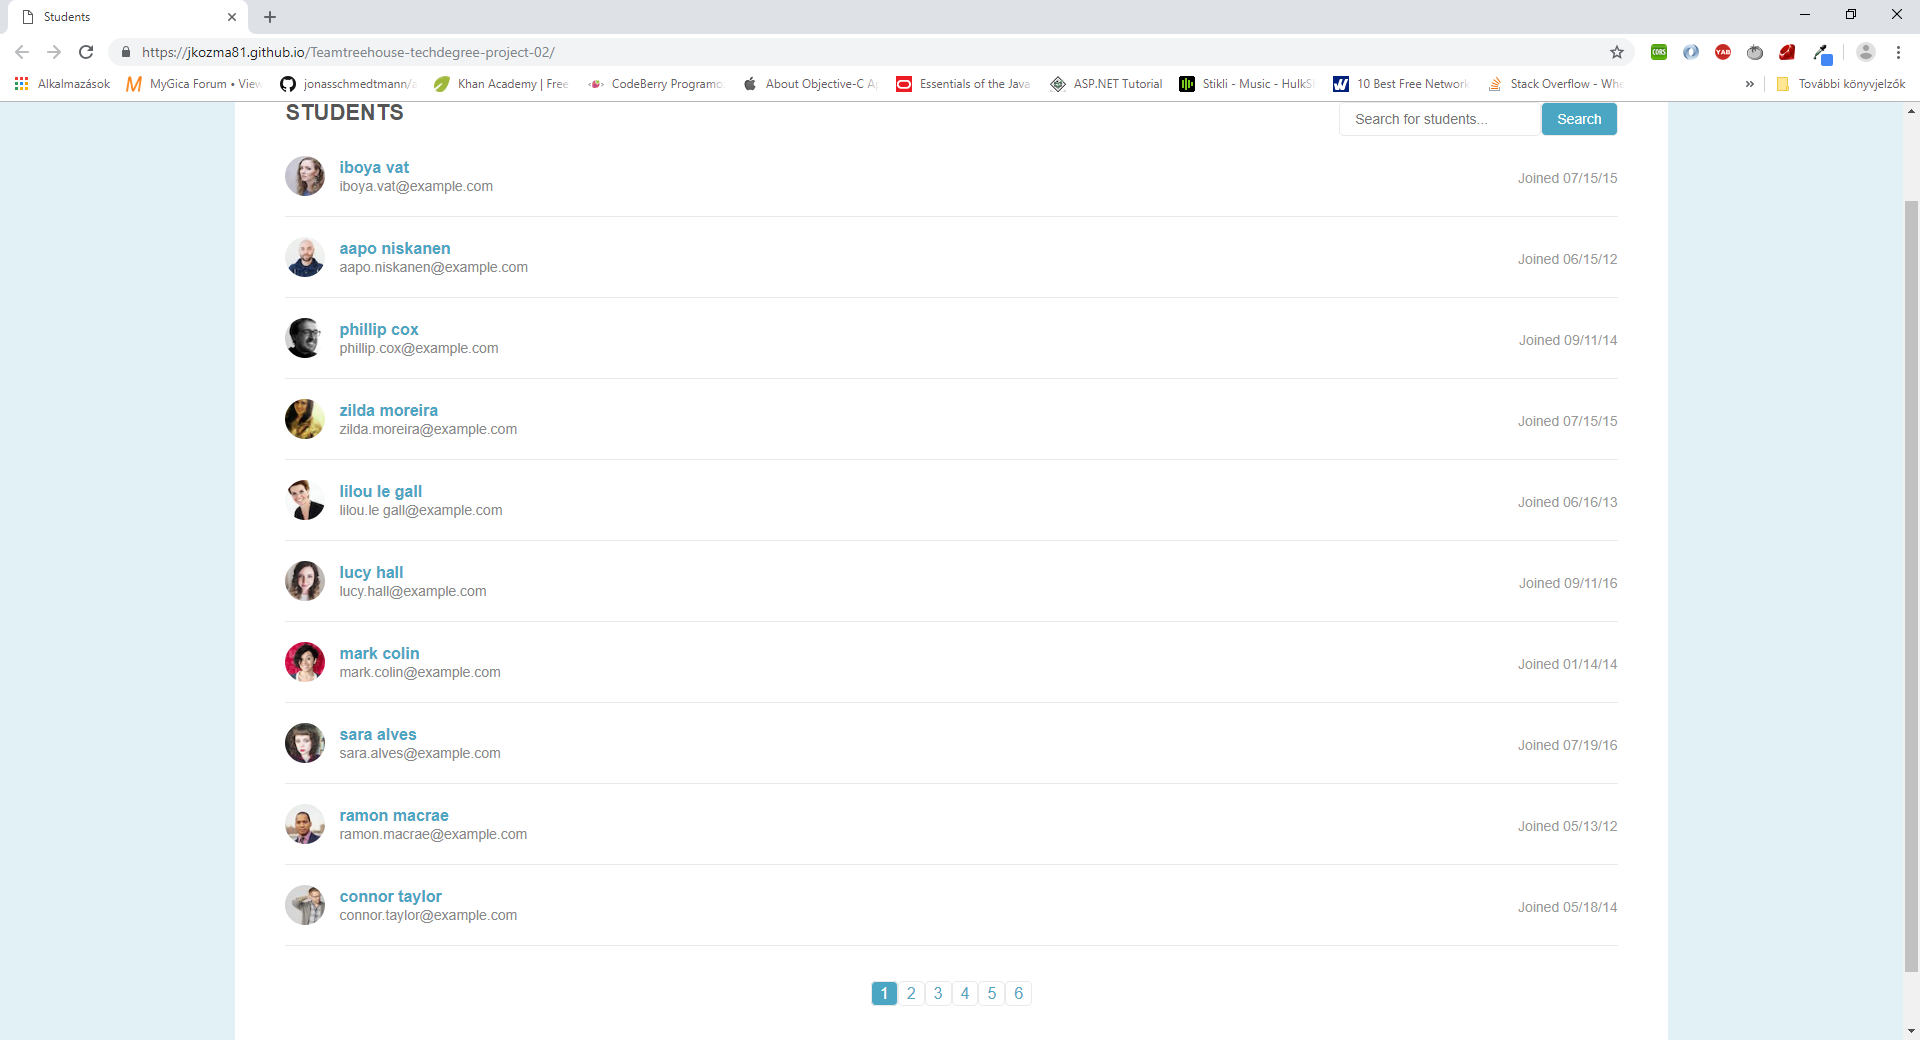 Students
https://jkozma81.github.io/Teamtreehouse-techdegree-project-02/
CORS
YAB
Alkalmazások
MyGica Forum • View
jonasschmedtmann/a
Khan Academy | Free
CodeBerry Programo
About Objective-C A
Essentials of the Java
ASP.NET Tutorial
Stikli - Music - HulkS
10 Best Free Network
Stack Overflow - Whe
»
További könyvjelzők
STUDENTS
Search for students...
Search
iboya vat
iboya.vat@example.com
Joined 07/15/15
aapo niskanen
aapo.niskanen@example.com
Joined 06/15/12
phillip cox
phillip.cox@example.com
Joined 09/11/14
zilda moreira
zilda.moreira@example.com
Joined 07/15/15
lilou le gall
lilou.le gall@example.com
Joined 06/16/13
lucy hall
lucy.hall@example.com
Joined 09/11/16
mark colin
mark.colin@example.com
Joined 01/14/14
sara alves
sara.alves@example.com
Joined 07/19/16
ramon macrae
ramon.macrae@example.com
Joined 05/13/12
connor taylor
connor.taylor@example.com
Joined 05/18/14
1 2 3 4 5 6